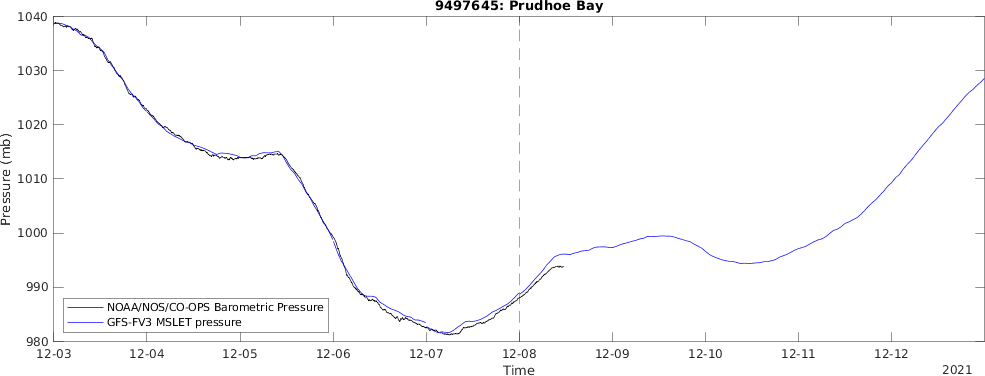 9497645: Prudhoe Bay
1040
1030
1020
1010
1000
990
980
Pressure (mb)
NOAA/NOS/CO-OPS Barometric Pressure
GFS-FV3 MSLET pressure
12-03 12-04 12-05 12-06 12-07 12-08 12-09 12-10 12-11 12-12
Time
2021